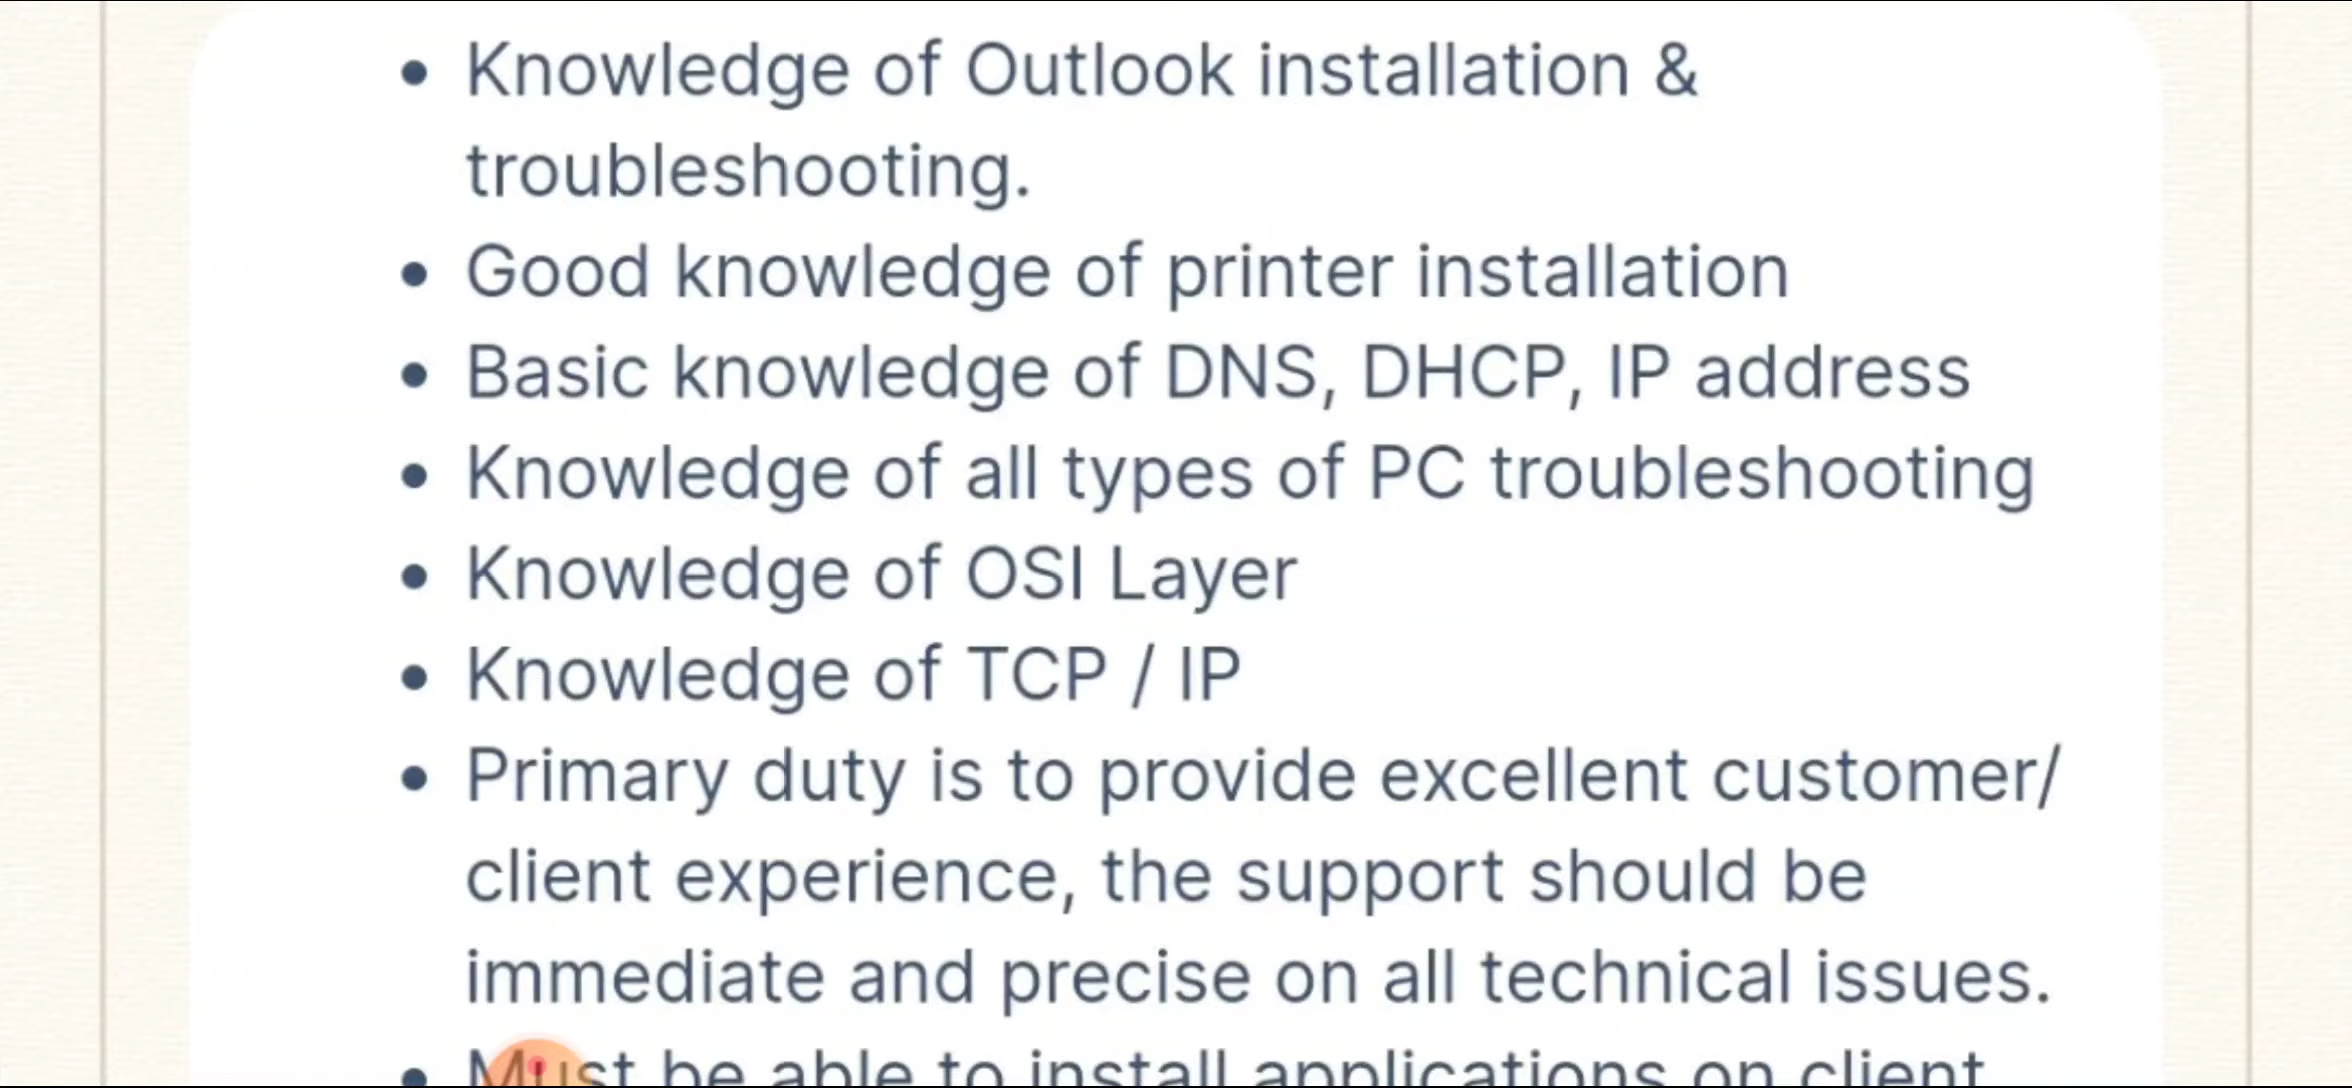 • Knowledge of Outlook installation &
troubleshooting.
• Good knowledge of printer installation
• Basic knowledge of DNS, DHCP, IP address
• Knowledge of all types of PC troubleshooting
• Knowledge of OSI Layer
• Knowledge of TCP / IP
• Primary duty is to provide excellent customer/
client experience, the support should be
immediate and precise on all technical issues.
• Must be able to install applications on client